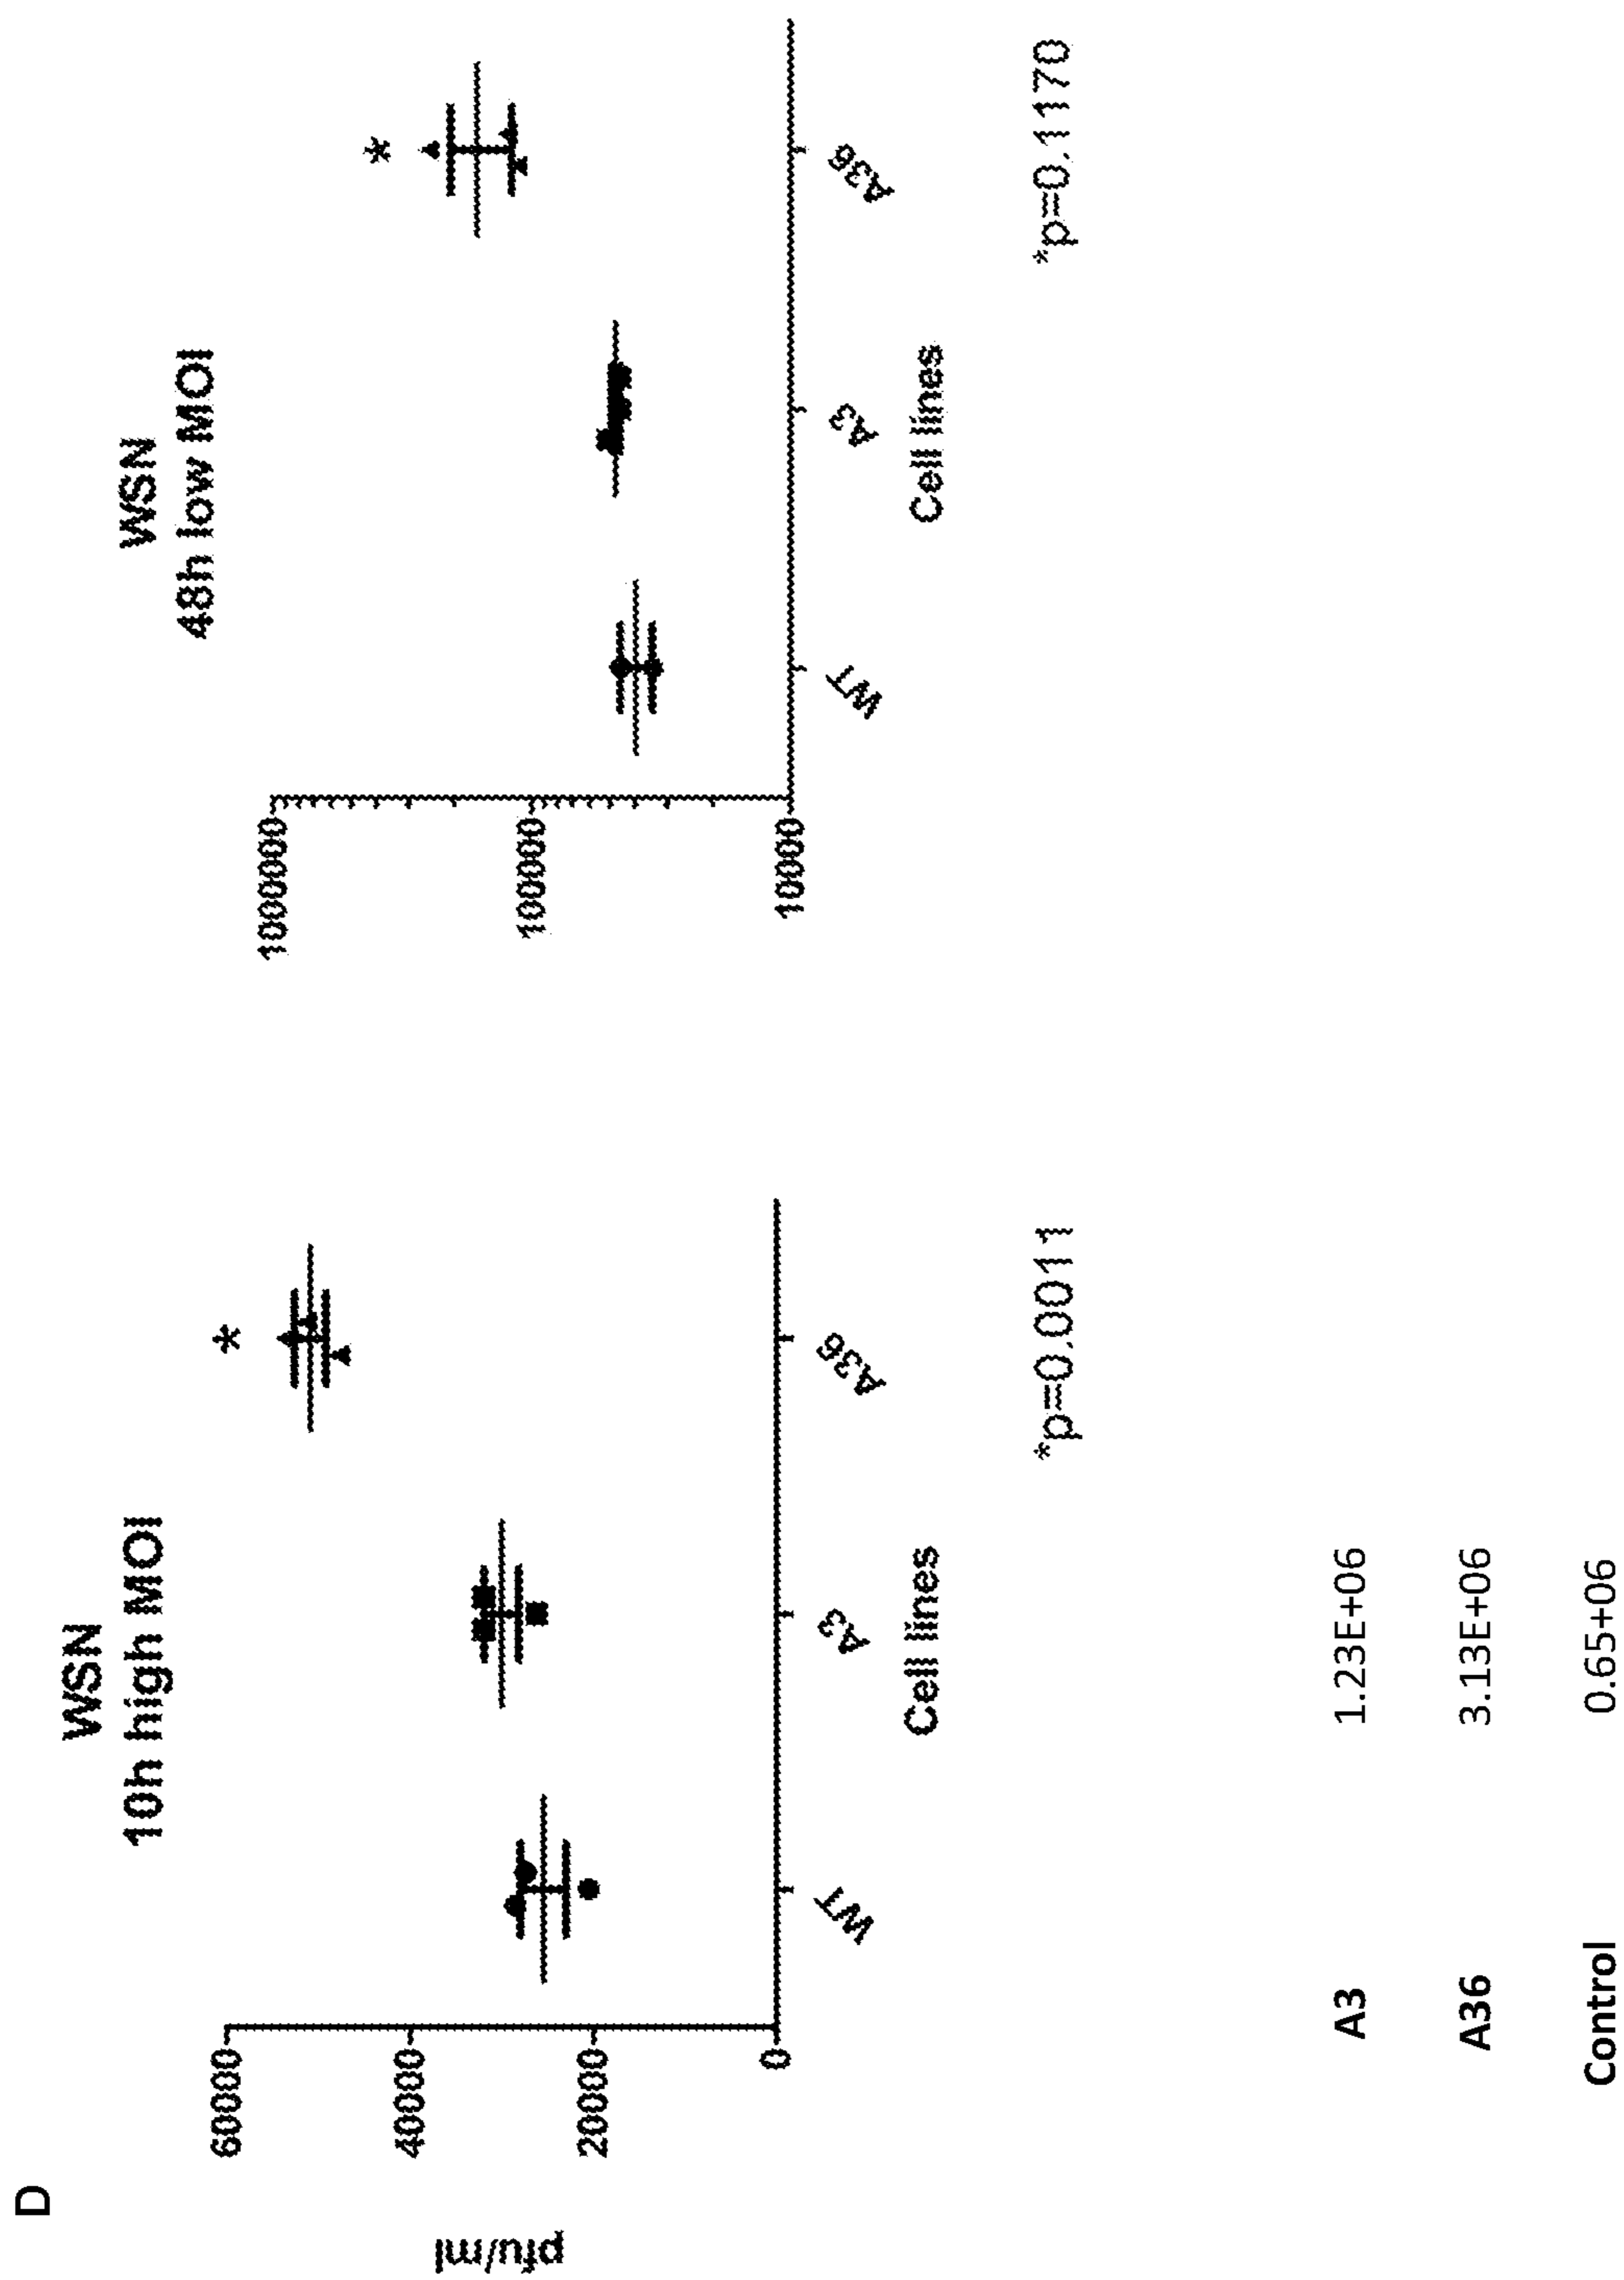 D
WSN
10h high MOI
pfu/ml
60000
40000
20000
0
WT
A3
A36
*
Cell lines
*p=0.0011
WSN
48h low MOI
1000000
100000
10000
WT
A3
A36
*
Cell lines
*p=0.1170
A3 1.23E+06
A36 3.13E+06
Control 0.65+06